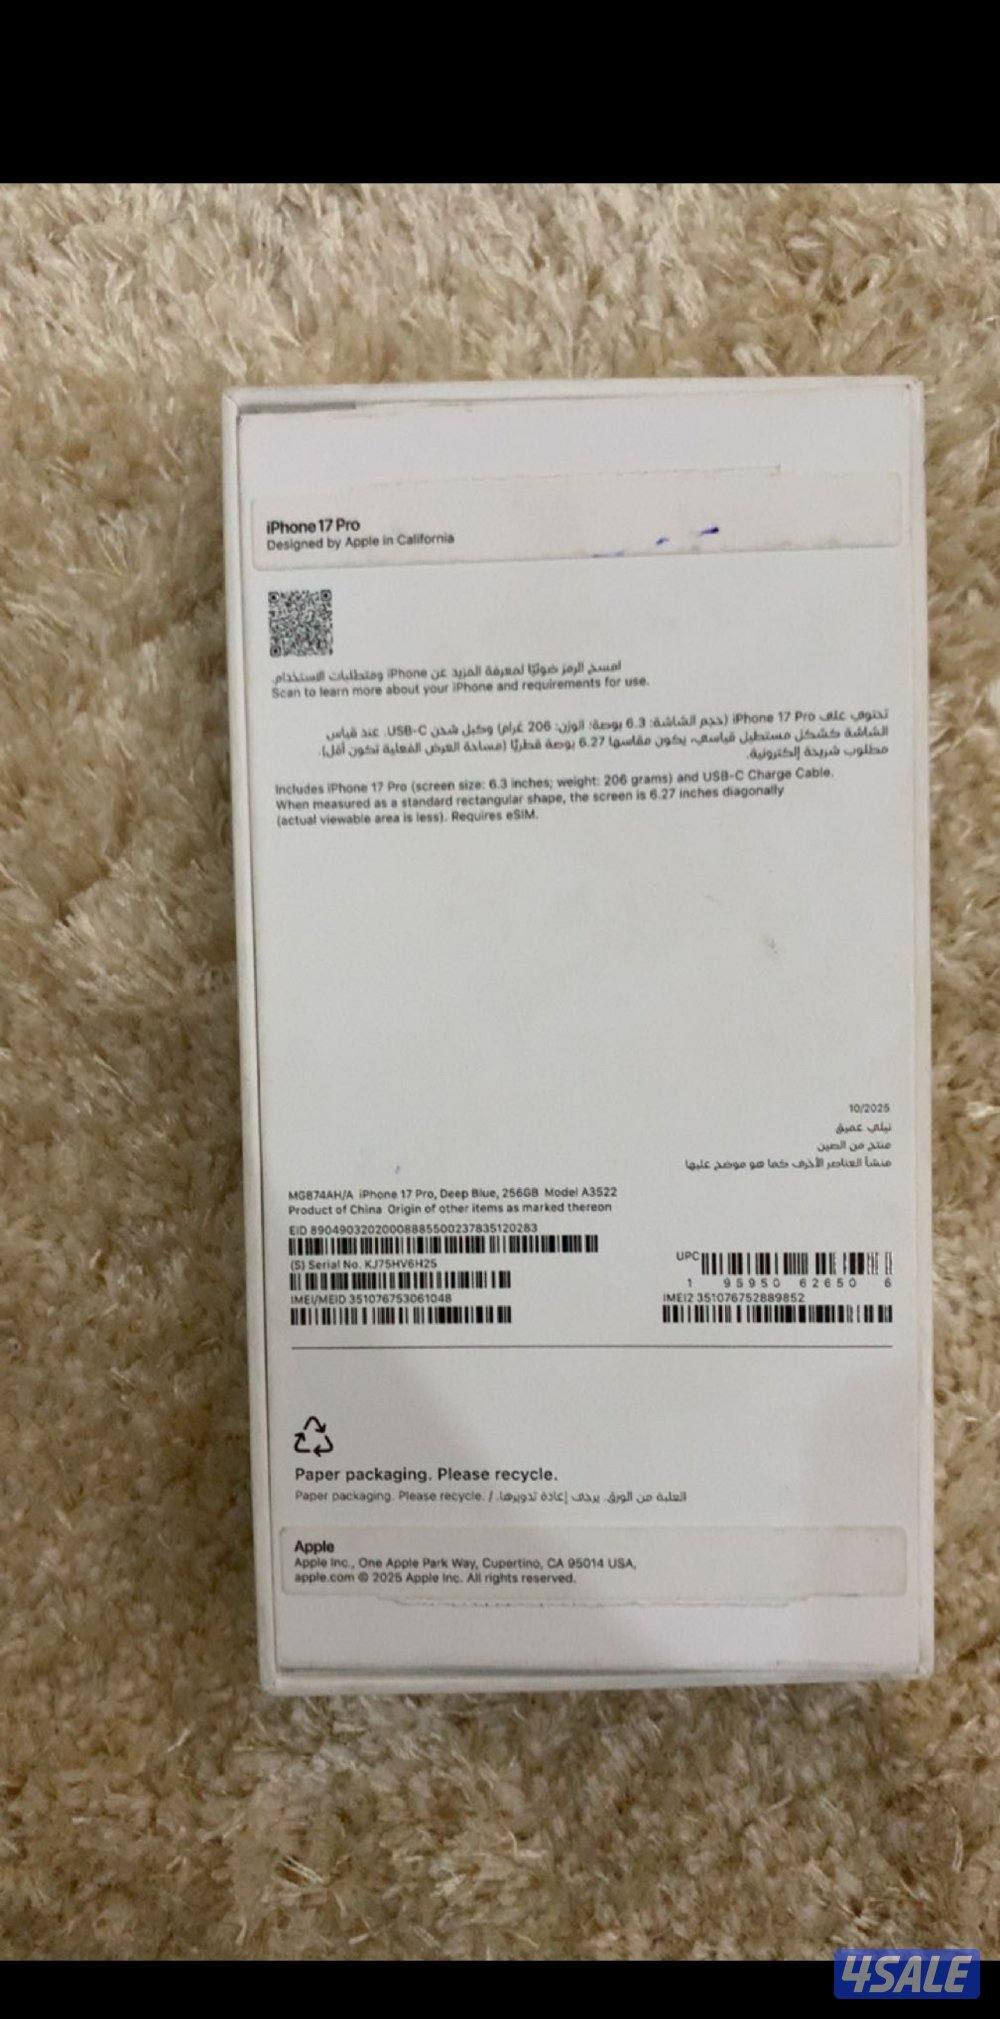 iPhone 17 Pro
Designed by Apple in California
امسح الرمز ضوئيًا لمعرفة المزيد عن iPhone ومتطلبات الاستخدام.
Scan to learn more about your iPhone and requirements for use.
تحتوي على iPhone 17 Pro (حجم الشاشة: 6.3 بوصة؛ الوزن: 206 غرام) وكبل شحن USB-C. عند قياس
الشاشة كشكل مستطيل قياسي، يكون مقاسها 6.27 بوصة قطريًا (مساحة العرض الفعلية تكون أقل).
مطلوب شريحة إلكترونية.
Includes iPhone 17 Pro (screen size: 6.3 inches; weight: 206 grams) and USB-C Charge Cable.
When measured as a standard rectangular shape, the screen is 6.27 inches diagonally
(actual viewable area is less). Requires eSIM.
10/2025
نيلي عميق
منتج من الصين
منشأ العناصر الأخرى كما هو موضح عليها
MG874AH/A iPhone 17 Pro, Deep Blue, 256GB Model A3522
Product of China Origin of other items as marked thereon
EID 89049032020008885500237835120283
(S) Serial No. KJ75HV6H25
UPC
1 95950 62650 6
IMEI/MEID 351076753061048
IMEI2 351076752889852
Paper packaging. Please recycle.
Paper packaging. Please recycle. / العلبة من الورق. يرجى إعادة تدويرها.
Apple
Apple Inc., One Apple Park Way, Cupertino, CA 95014 USA,
apple.com © 2025 Apple Inc. All rights reserved.
4SALE